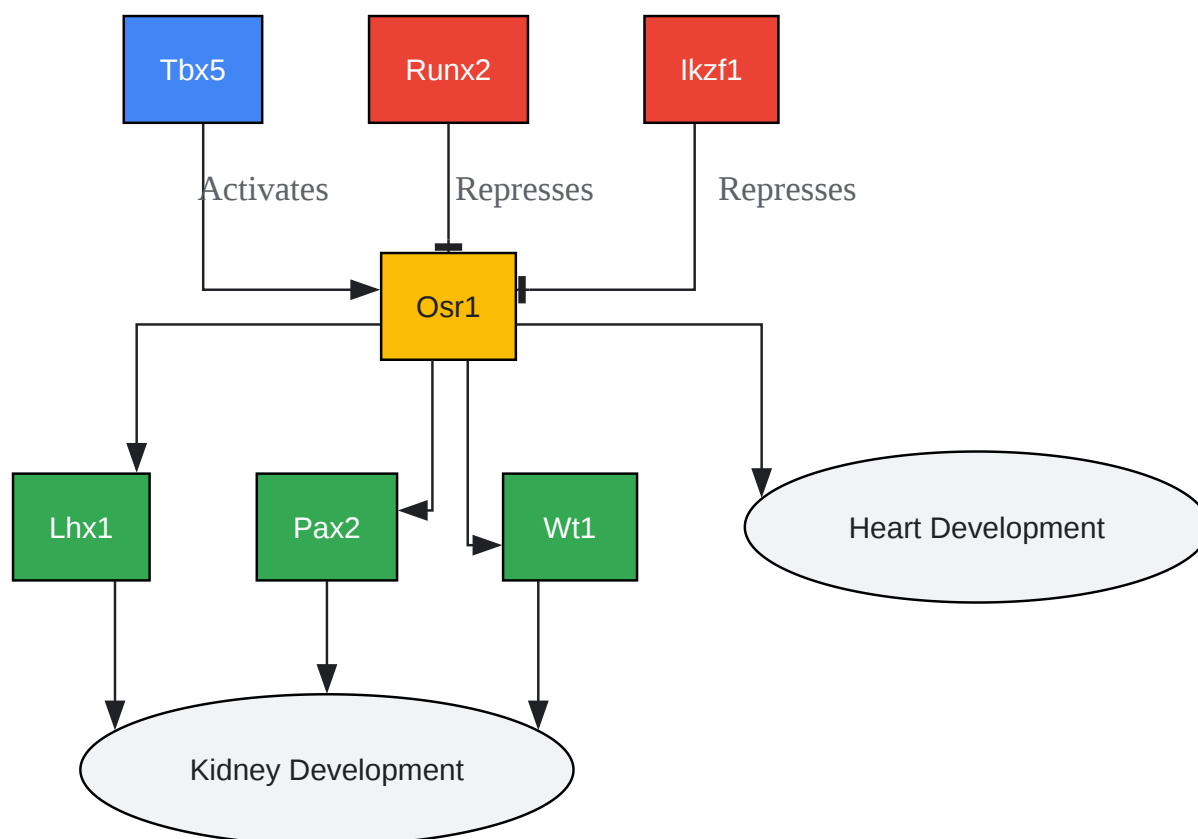 Tbx5
Runx2
Ikzf1
Activates
Represses
Represses
Osr1
Lhx1
Pax2
Wt1
Heart Development
Kidney Development